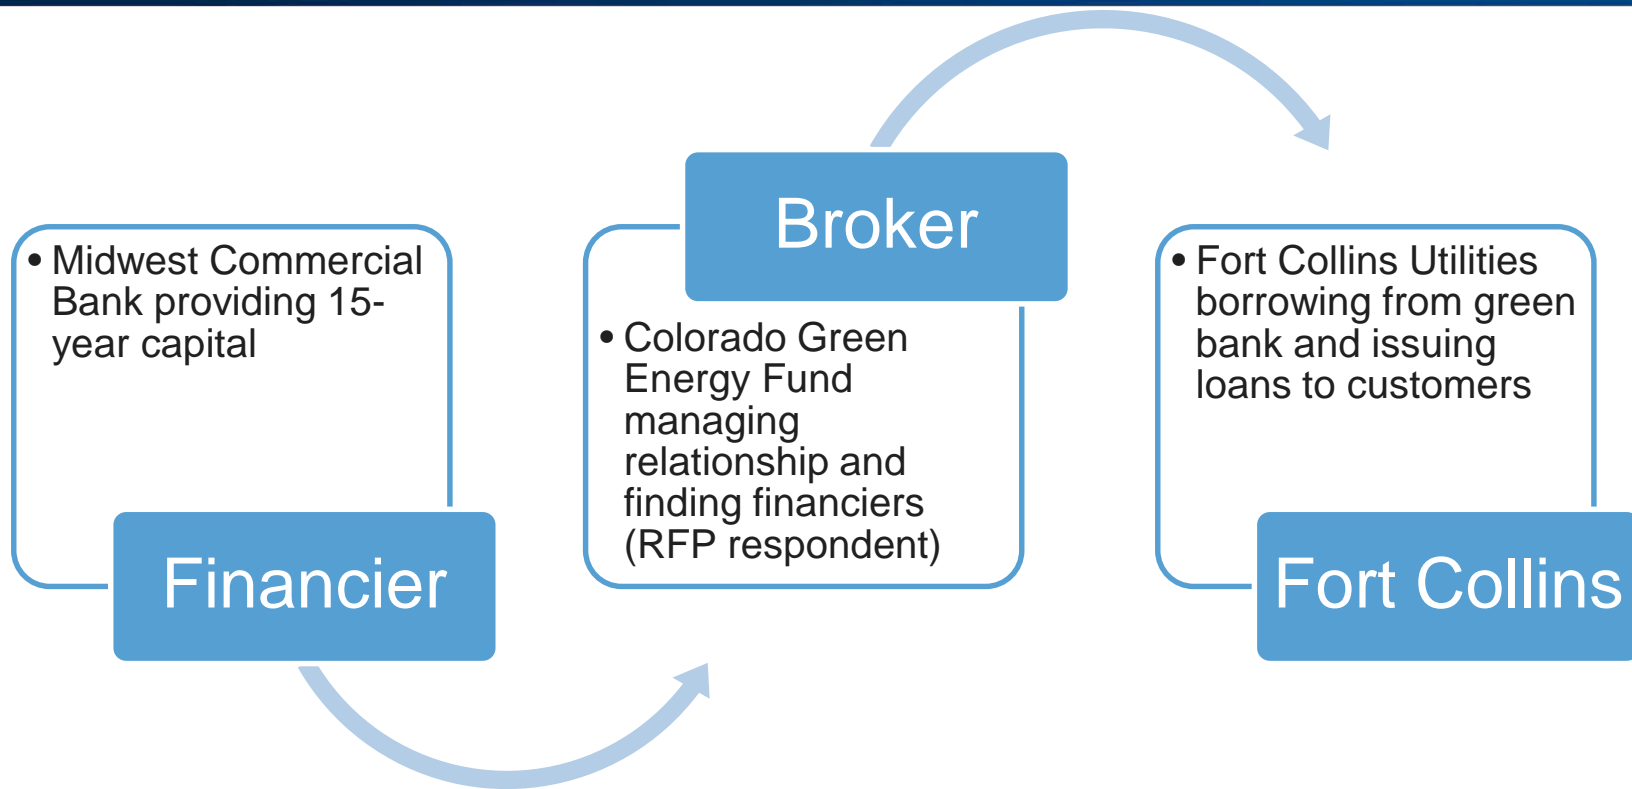 • Midwest Commercial
Bank providing 15-
year capital
Financier
Broker
• Colorado Green
Energy Fund
managing
relationship and
finding financiers
(RFP respondent)
• Fort Collins Utilities
borrowing from green
bank and issuing
loans to customers
Fort Collins